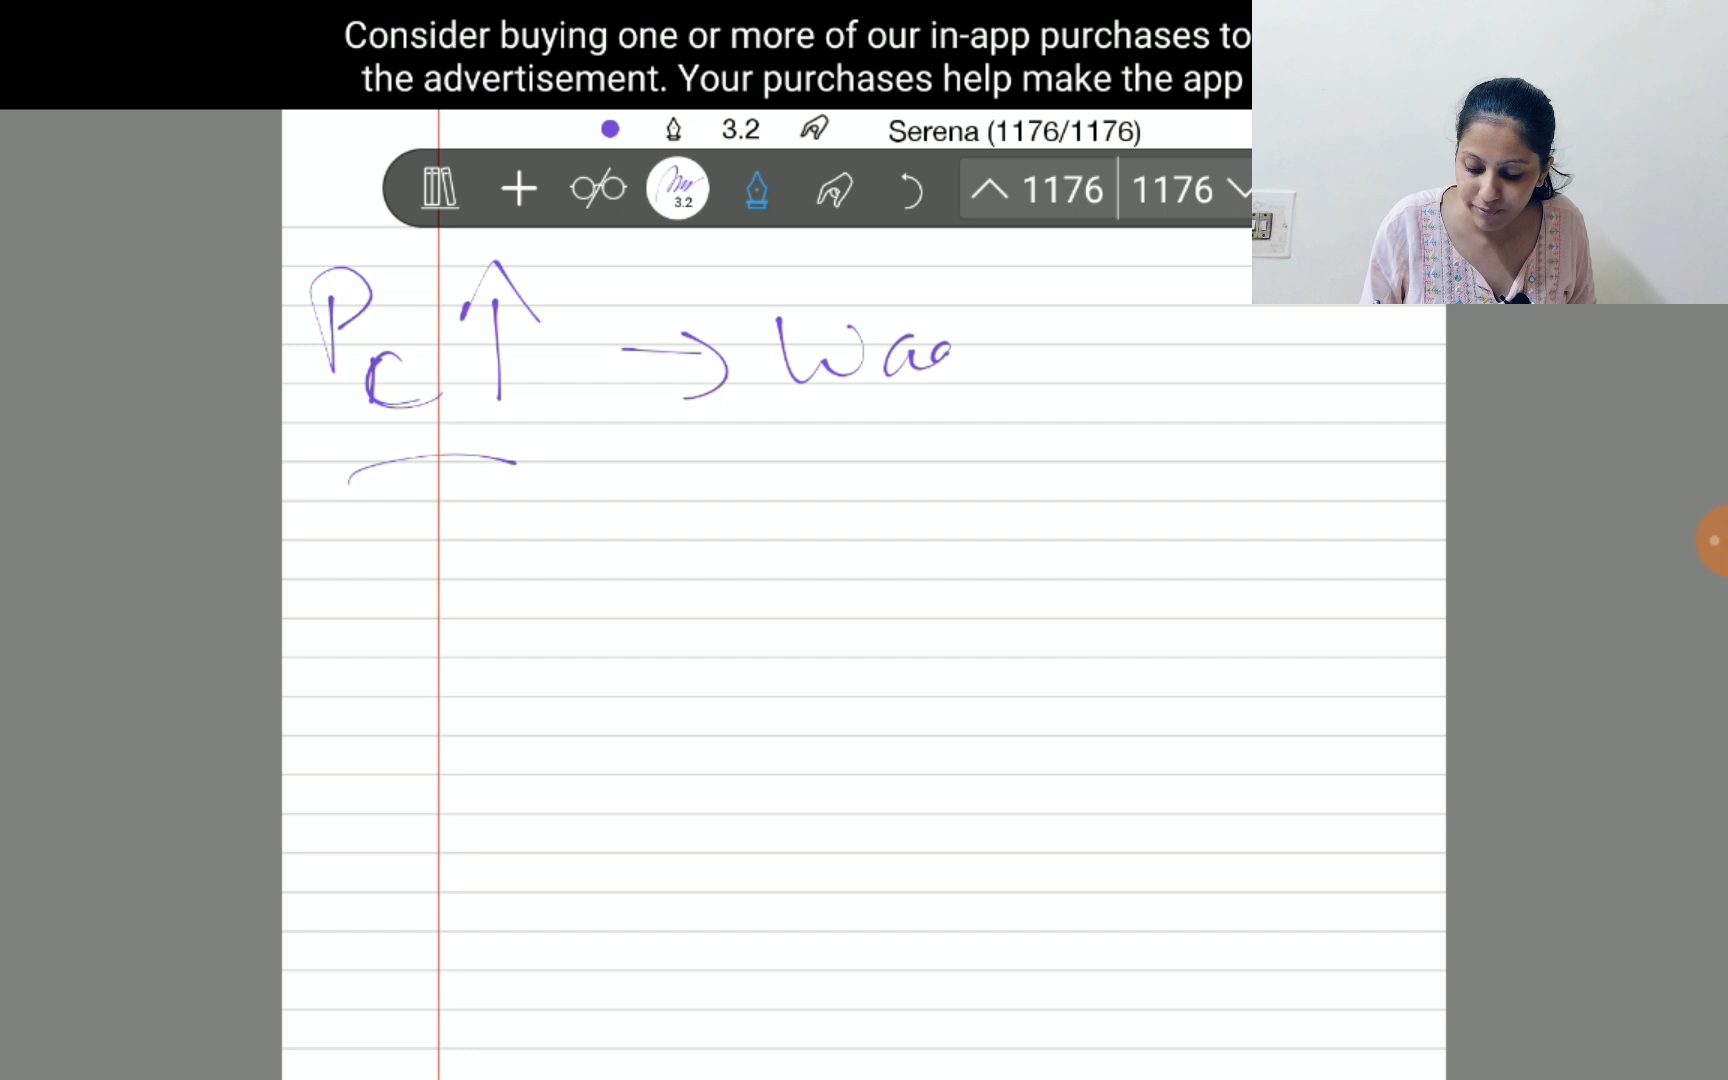 Consider buying one or more of our in-app purchases to
the advertisement. Your purchases help make the app
3.2 Serena (1176/1176)
3.2 1176 1176
Pc ↑ → Wa